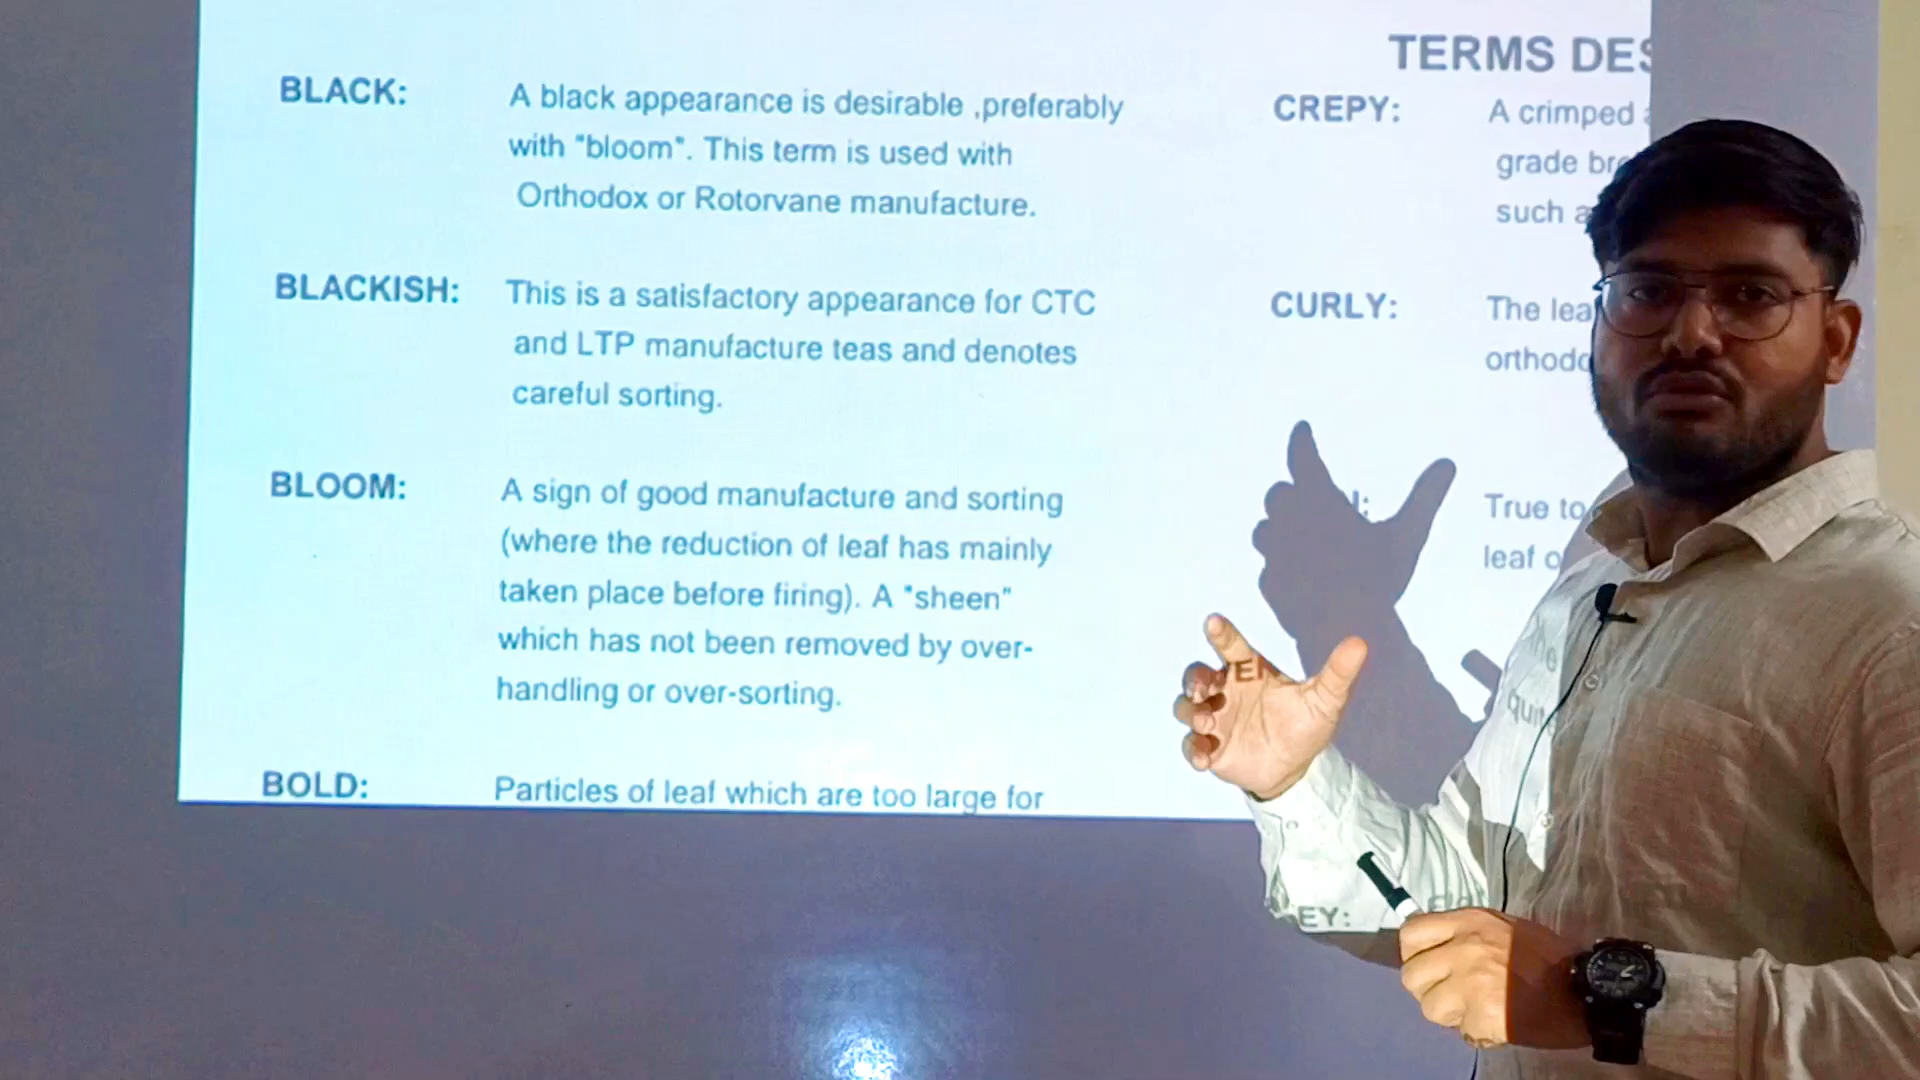 BLACK: A black appearance is desirable ,preferably
with "bloom". This term is used with
Orthodox or Rotorvane manufacture.
BLACKISH: This is a satisfactory appearance for CTC
and LTP manufacture teas and denotes
careful sorting.
BLOOM: A sign of good manufacture and sorting
(where the reduction of leaf has mainly
taken place before firing). A "sheen"
which has not been removed by over-
handling or over-sorting.
BOLD: Particles of leaf which are too large for
TERMS
CREPY: A crimped
grade
such
CURLY: The
True to
leaf
EY: